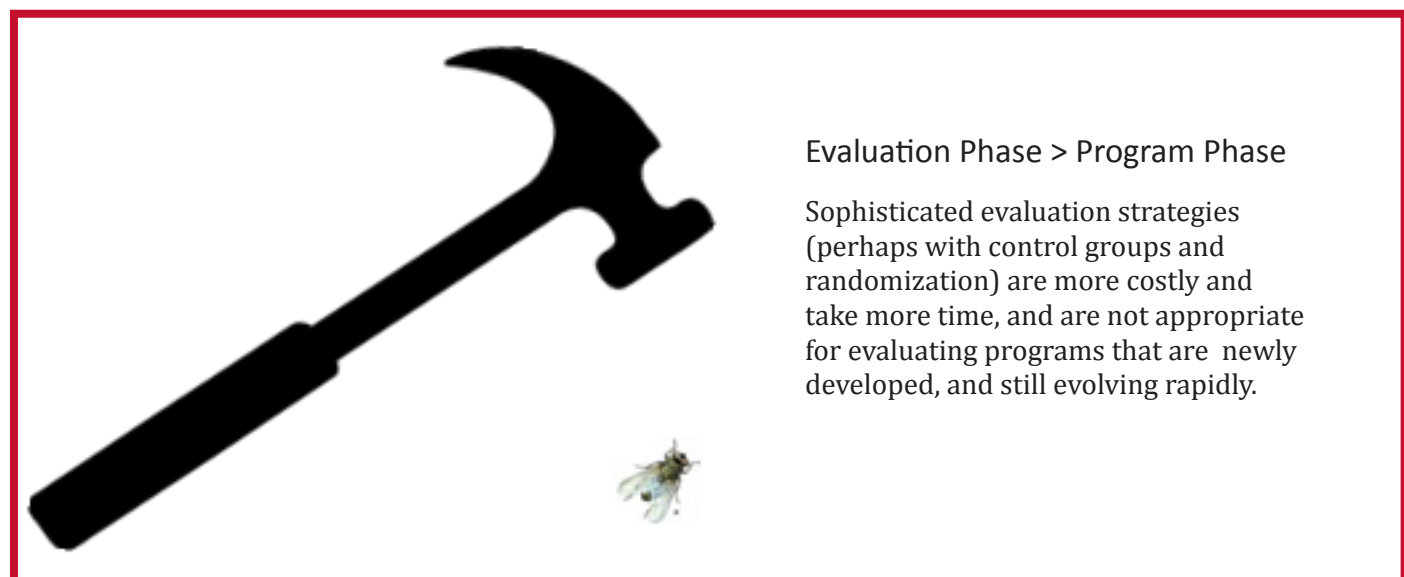 Evaluation Phase > Program Phase
Sophisticated evaluation strategies
(perhaps with control groups and
randomization) are more costly and
take more time, and are not appropriate
for evaluating programs that are  newly
developed, and still evolving rapidly.